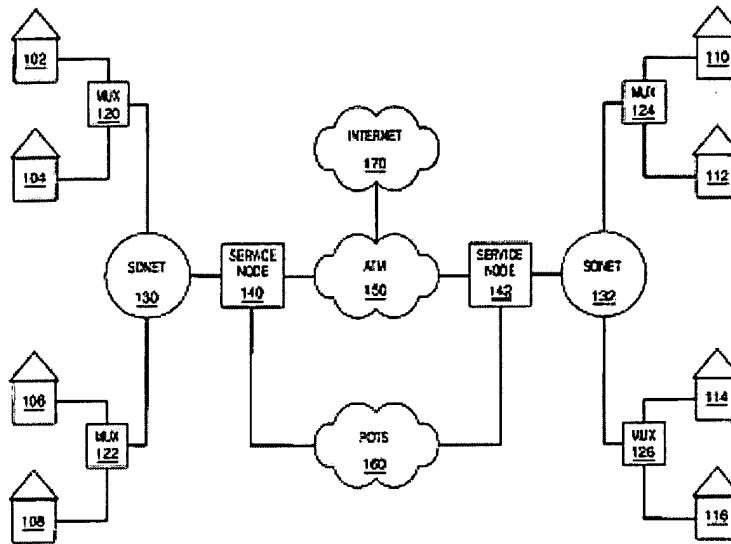 102
MUX
120
104
INTERNET
170
110
MUX
124
112
SONET
130
SERVICE
NODE
140
ATM
150
SERVICE
NODE
142
SONET
132
106
MUX
122
108
POTS
160
114
MUX
126
116